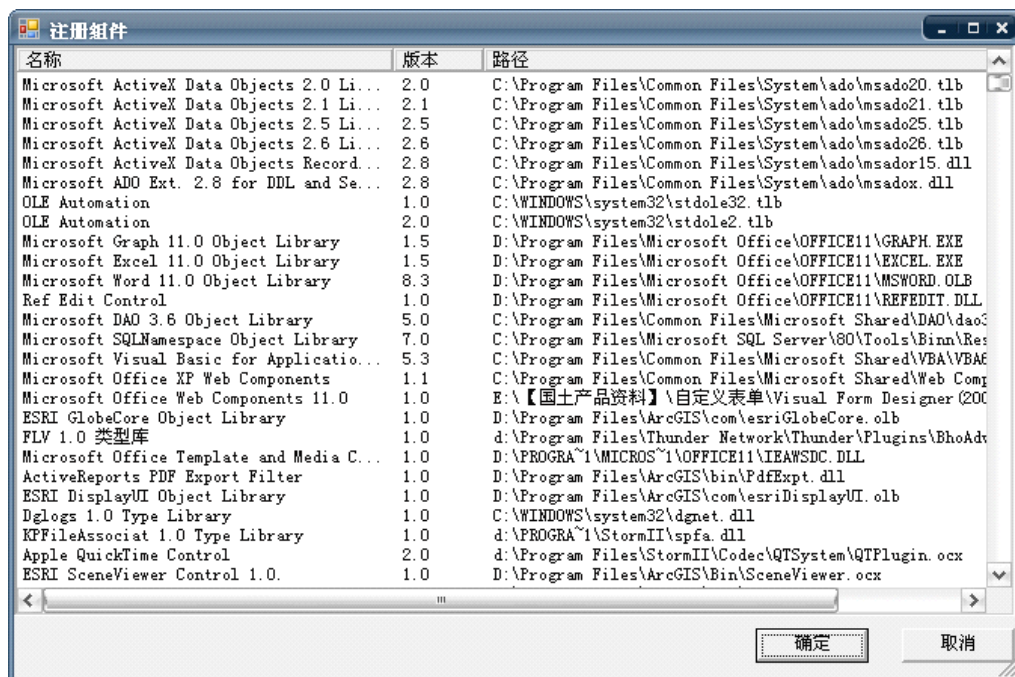 注册组件
名称 版本 路径
Microsoft ActiveX Data Objects 2.0 Li... 2.0 C:\Program Files\Common Files\System\ado\msado20.tlb
Microsoft ActiveX Data Objects 2.1 Li... 2.1 C:\Program Files\Common Files\System\ado\msado21.tlb
Microsoft ActiveX Data Objects 2.5 Li... 2.5 C:\Program Files\Common Files\System\ado\msado25.tlb
Microsoft ActiveX Data Objects 2.6 Li... 2.6 C:\Program Files\Common Files\System\ado\msado26.tlb
Microsoft ActiveX Data Objects Record... 2.8 C:\Program Files\Common Files\System\ado\msador15.dll
Microsoft ADO Ext. 2.8 for DDL and Se... 2.8 C:\Program Files\Common Files\System\ado\msadox.dll
OLE Automation 1.0 C:\WINDOWS\system32\stdole32.tlb
OLE Automation 2.0 C:\WINDOWS\system32\stdole2.tlb
Microsoft Graph 11.0 Object Library 1.5 D:\Program Files\Microsoft Office\OFFICE11\GRAPH.EXE
Microsoft Excel 11.0 Object Library 1.5 D:\Program Files\Microsoft Office\OFFICE11\EXCEL.EXE
Microsoft Word 11.0 Object Library 8.3 D:\Program Files\Microsoft Office\OFFICE11\MSWORD.OLB
Ref Edit Control 1.0 D:\Program Files\Microsoft Office\OFFICE11\REFEDIT.DLL
Microsoft DAO 3.6 Object Library 5.0 C:\Program Files\Common Files\Microsoft Shared\DAO\dao3
Microsoft SQLNamespace Object Library 7.0 C:\Program Files\Microsoft SQL Server\80\Tools\Binn\Res
Microsoft Visual Basic for Applicatio... 5.3 C:\Program Files\Common Files\Microsoft Shared\VBA\VBA6
Microsoft Office XP Web Components 1.1 C:\Program Files\Common Files\Microsoft Shared\Web Comp
Microsoft Office Web Components 11.0 1.0 E:\【国土产品资料】\自定义表单\Visual Form Designer(200
ESRI GlobeCore Object Library 1.0 D:\Program Files\ArcGIS\com\esriGlobeCore.olb
FLV 1.0 类型库 1.0 d:\Program Files\Thunder Network\Thunder\Plugins\BhoAdv
Microsoft Office Template and Media C... 1.0 D:\PROGRA~1\MICROS~1\OFFICE11\IEAWSDC.DLL
ActiveReports PDF Export Filter 1.0 D:\Program Files\ArcGIS\bin\PdfExpt.dll
ESRI DisplayUI Object Library 1.0 D:\Program Files\ArcGIS\com\esriDisplayUI.olb
Dglogs 1.0 Type Library 1.0 C:\WINDOWS\system32\dgnet.dll
KPFileAssociat 1.0 Type Library 1.0 d:\PROGRA~1\StormII\spfa.dll
Apple QuickTime Control 2.0 d:\Program Files\StormII\Codec\QTSystem\QTPlugin.ocx
ESRI SceneViewer Control 1.0. 1.0 D:\Program Files\ArcGIS\Bin\SceneViewer.ocx
确定 取消